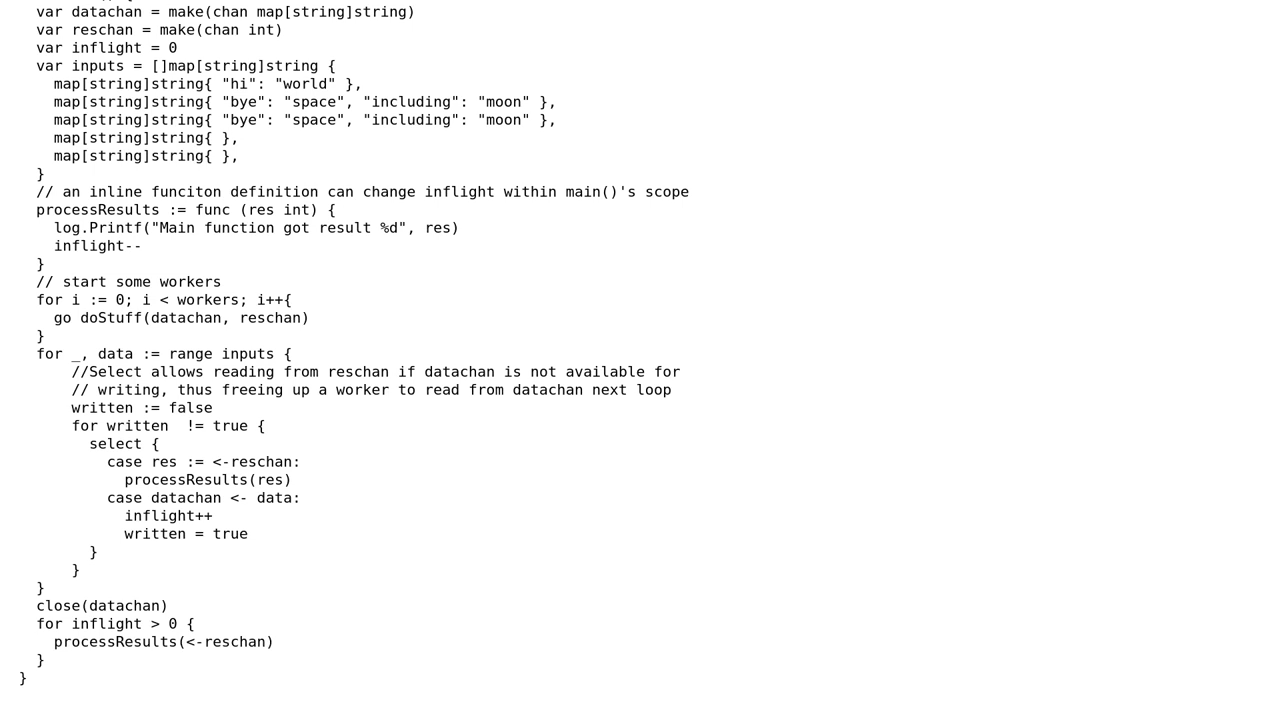 var datachan = make(chan map[string]string)
var reschan = make(chan int)
var inflight = 0
var inputs = []map[string]string {
map[string]string{ "hi": "world" },
map[string]string{ "bye": "space", "including": "moon" },
map[string]string{ "bye": "space", "including": "moon" },
map[string]string{ },
map[string]string{ },
}
// an inline funciton definition can change inflight within main()'s scope
processResults := func (res int) {
log.Printf("Main function got result %d", res)
inflight--
}
// start some workers
for i := 0; i < workers; i++{
go doStuff(datachan, reschan)
}
for _, data := range inputs {
//Select allows reading from reschan if datachan is not available for
// writing, thus freeing up a worker to read from datachan next loop
written := false
for written  != true {
select {
case res := <-reschan:
processResults(res)
case datachan <- data:
inflight++
written = true
}
}
}
close(datachan)
for inflight > 0 {
processResults(<-reschan)
}
}